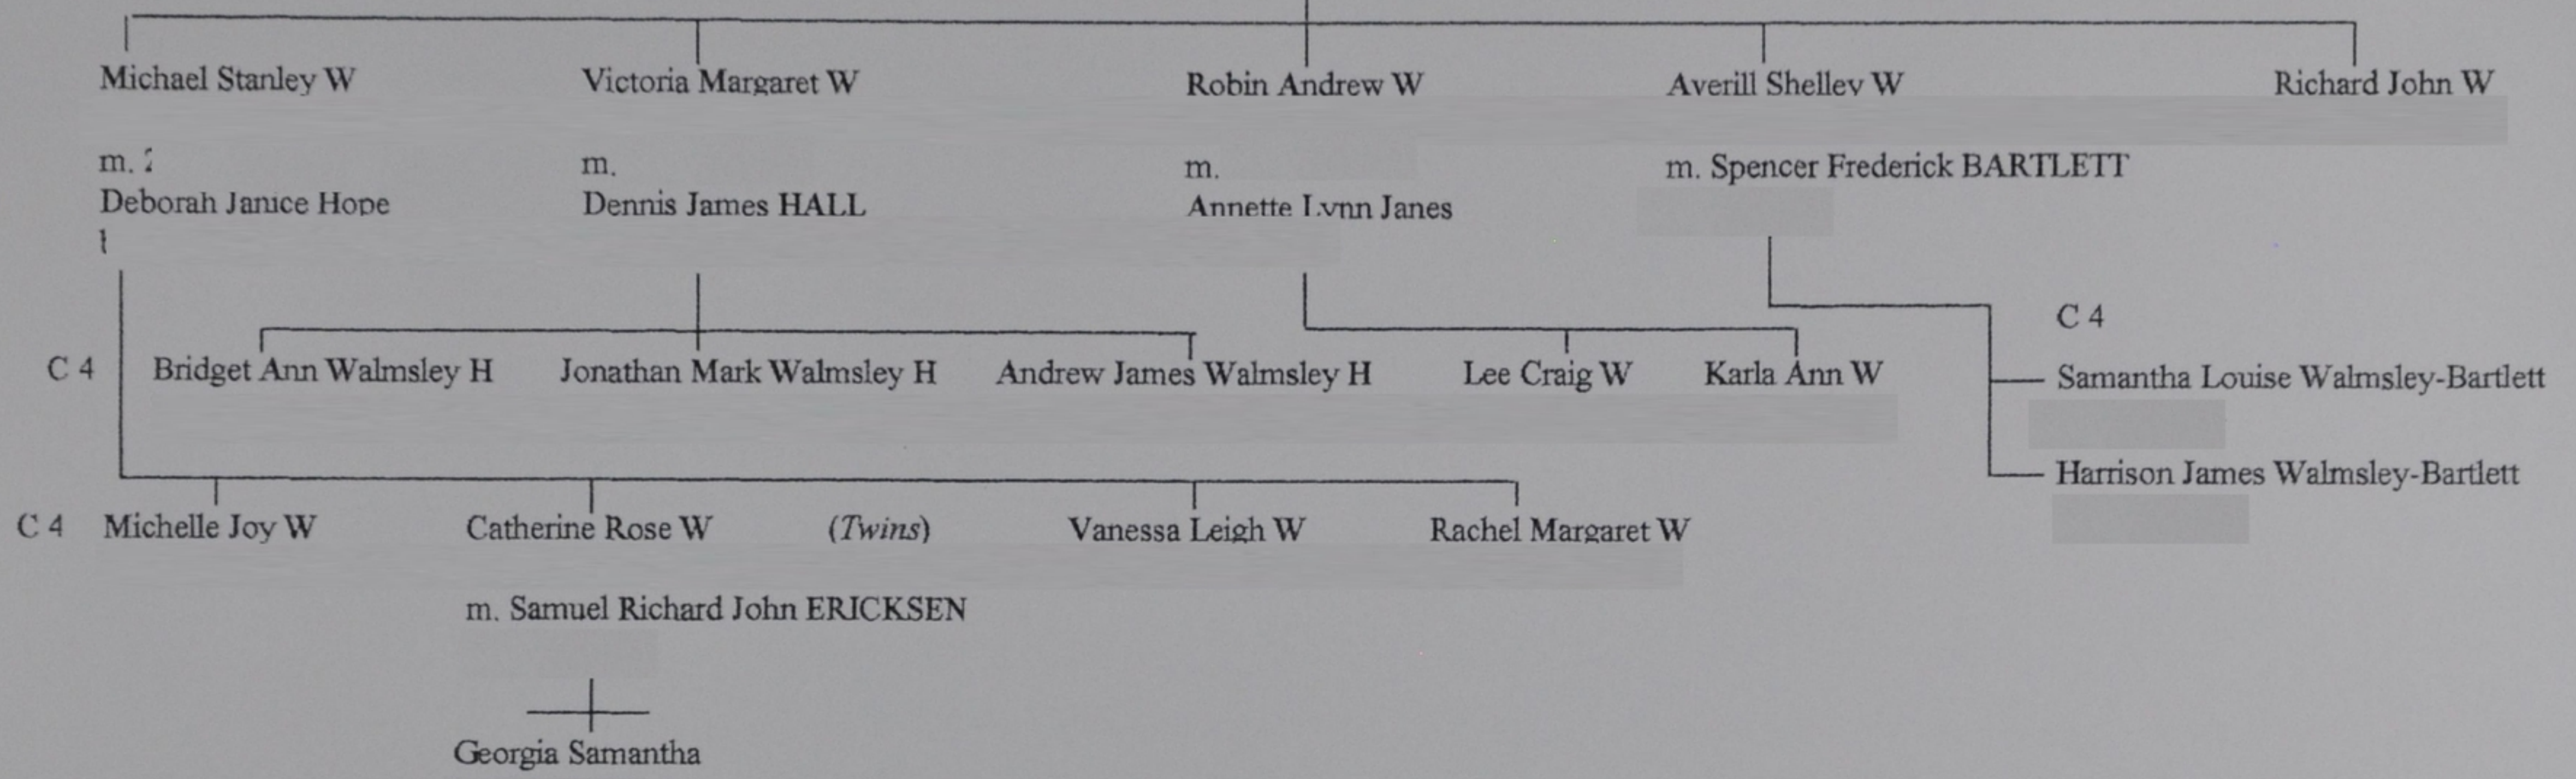 Michael Stanley W Victoria Margaret W Robin Andrew W Averill Shelley W Richard John W
m. m. m. m. Spencer Frederick BARTLETT
Deborah Janice Hope Dennis James HALL Annette Lynn Janes
C 4
C 4 Bridget Ann Walmsley H Jonathan Mark Walmsley H Andrew James Walmsley H Lee Craig W Karla Ann W Samantha Louise Walmsley-Bartlett
Harrison James Walmsley-Bartlett
C 4 Michelle Joy W Catherine Rose W (Twins) Vanessa Leigh W Rachel Margaret W
m. Samuel Richard John ERICKSEN
Georgia Samantha